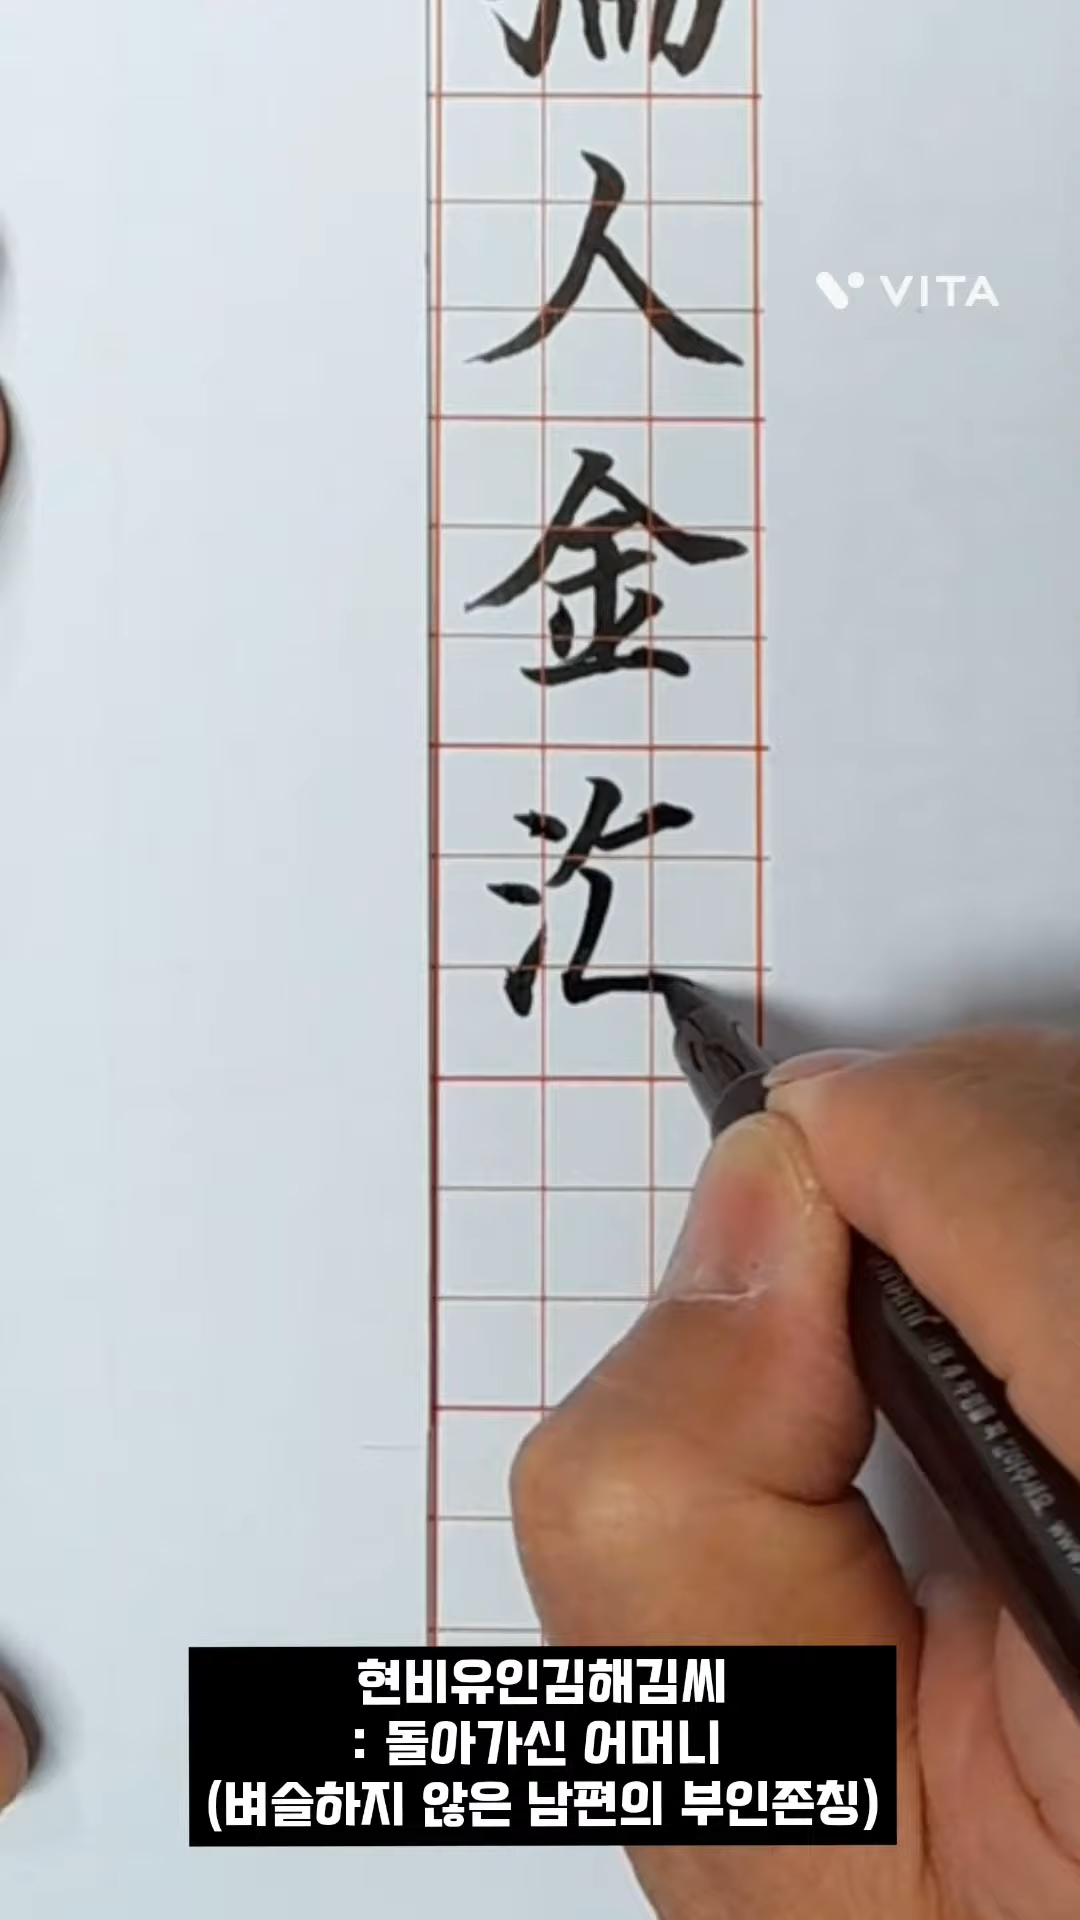 人
金
VITA
현비유인김해김씨
: 돌아가신 어머니
(벼슬하지 않은 남편의 부인존칭)